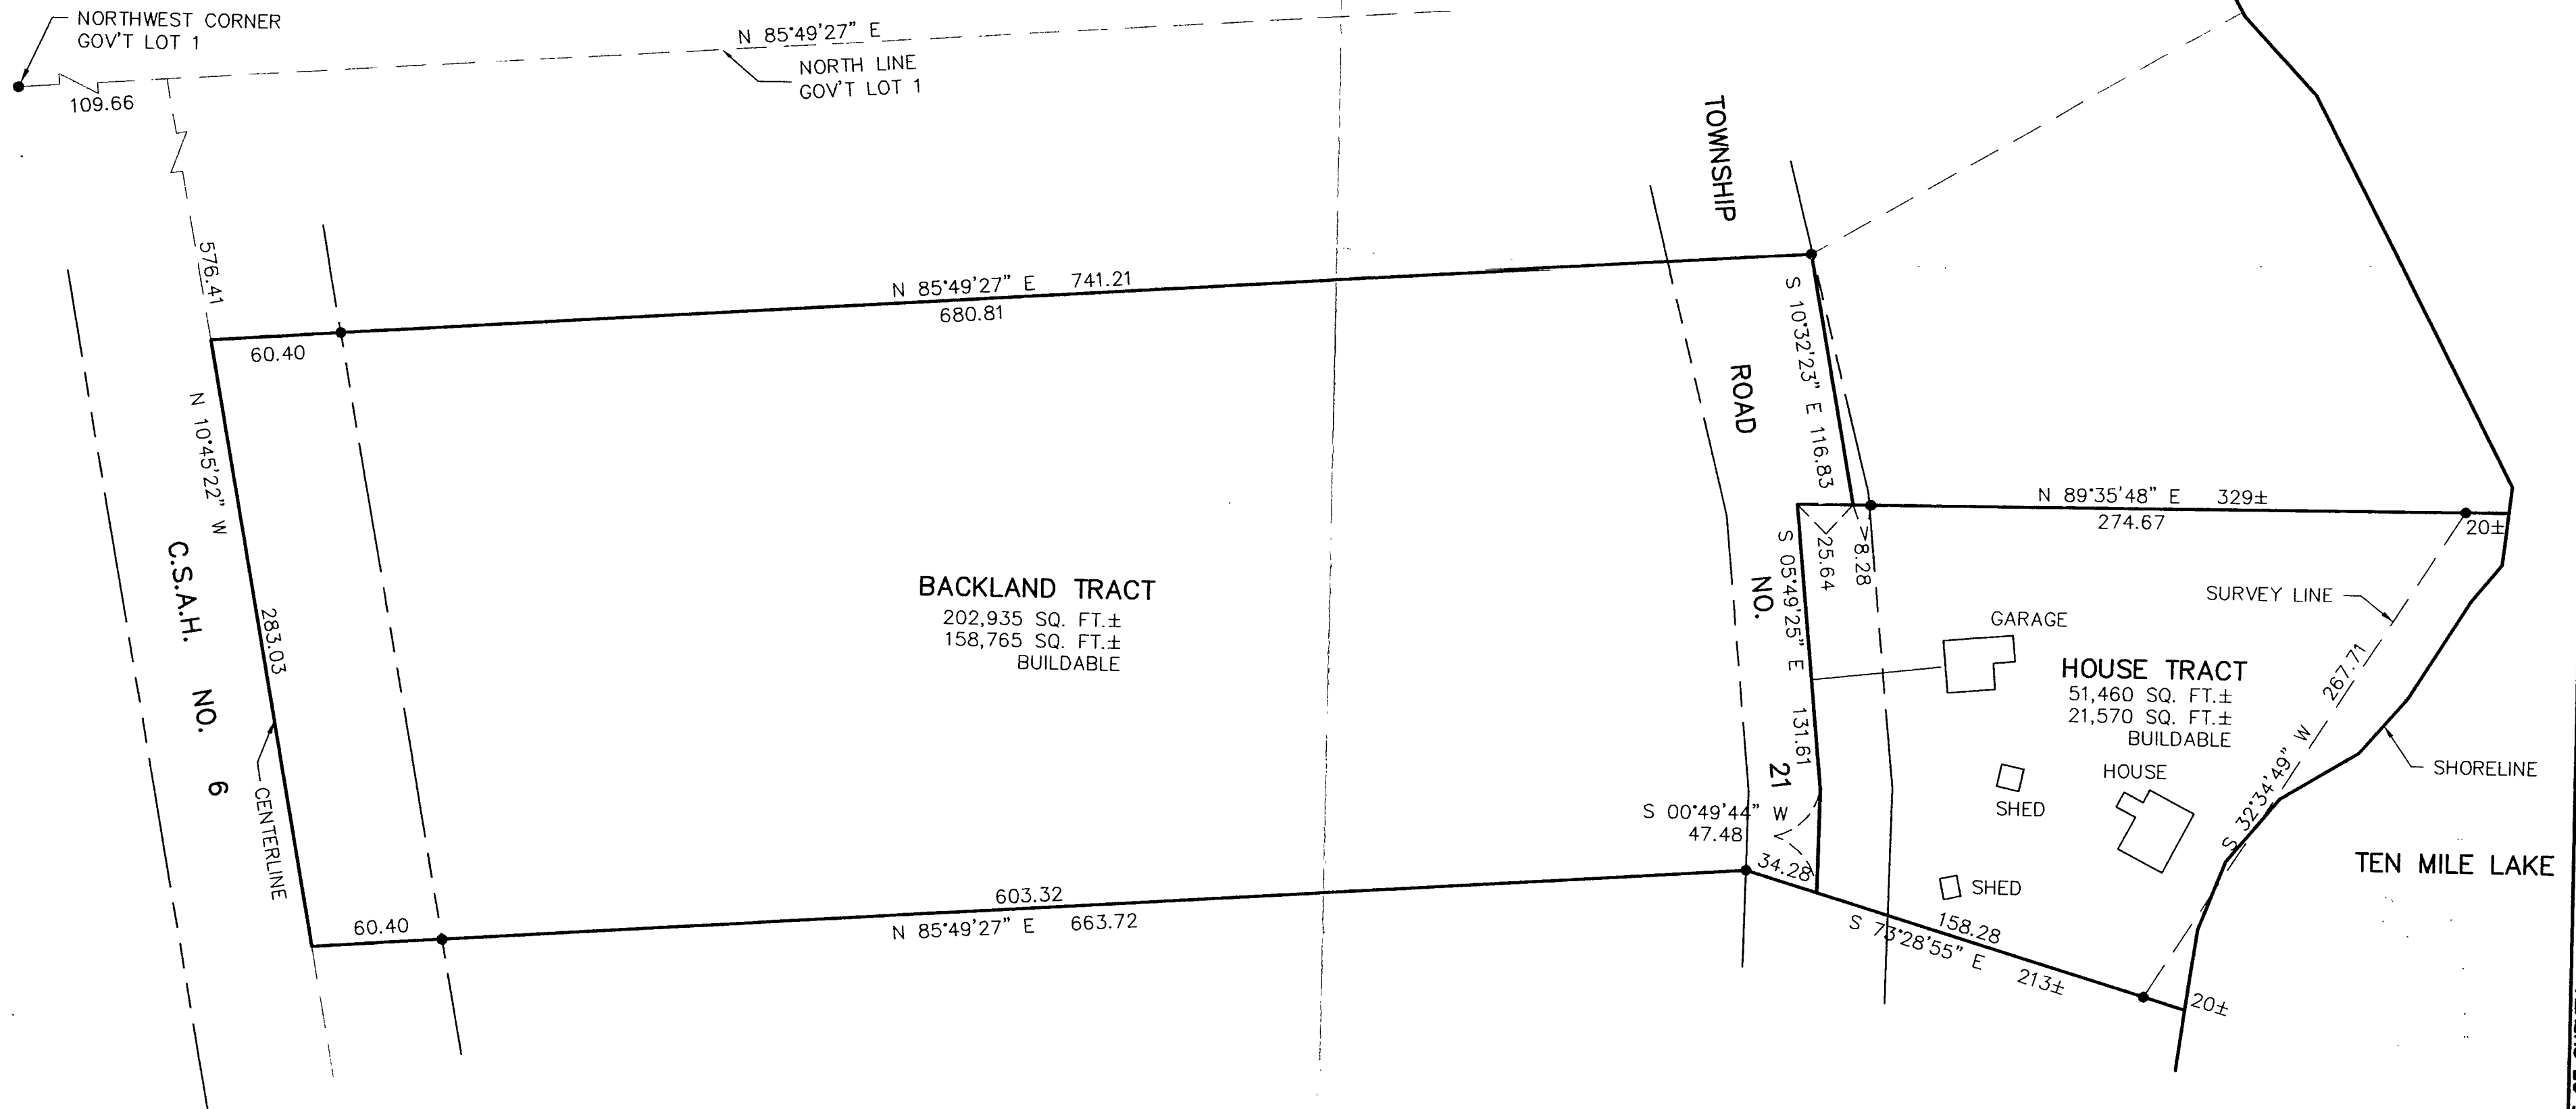 NORTHWEST CORNER
GOV'T LOT 1
109.66
N 85°49'27" E
NORTH LINE
GOV'T LOT 1
576.41
TOWNSHIP
ROAD
NO.
21
N 85°49'27" E 741.21
680.81
60.40
S 10°32'23" E 116.83
N 10°45'22" W
283.03
C.S.A.H. NO. 6
CENTERLINE
BACKLAND TRACT
202,935 SQ. FT.±
158,765 SQ. FT.±
BUILDABLE
N 89°35'48" E 329±
274.67
20±
25.64
8.28
S 05°49'25" E 131.61
SURVEY LINE
GARAGE
HOUSE TRACT
51,460 SQ. FT.±
21,570 SQ. FT.±
BUILDABLE
S 32°34'49" W 267.71
HOUSE
SHED
SHED
SHORELINE
TEN MILE LAKE
S 00°49'44" W
47.48
34.28
603.32
N 85°49'27" E 663.72
60.40
158.28
S 73°28'55" E 213±
20±